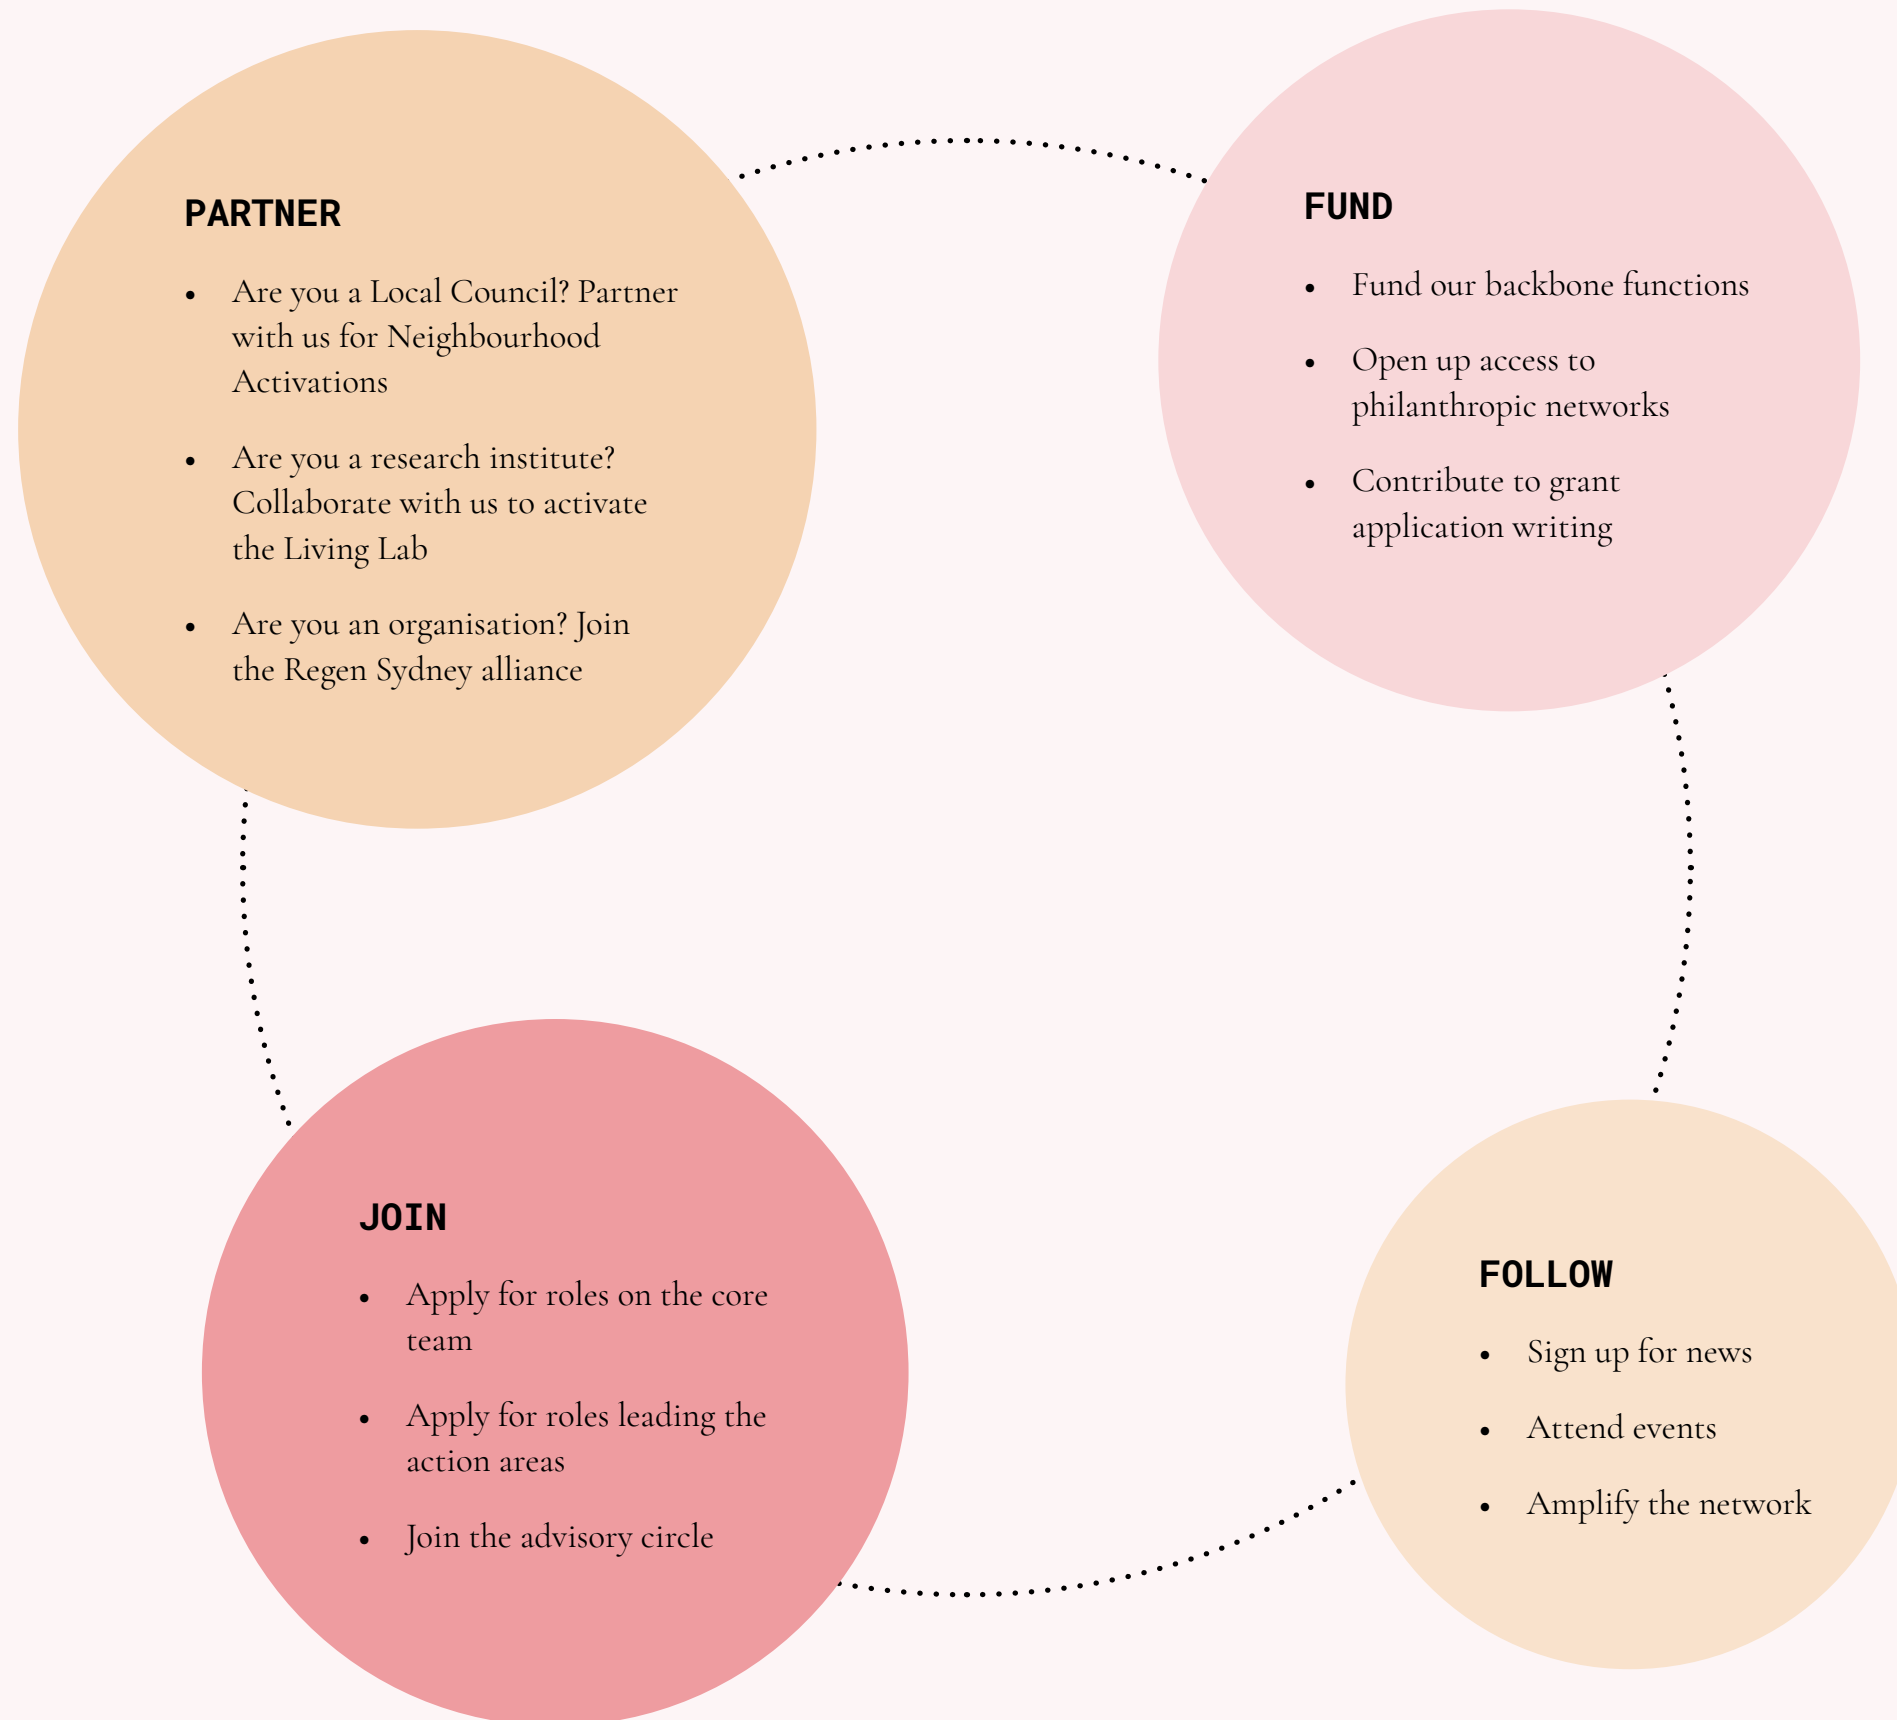 PARTNER
• Are you a Local Council? Partner
with us for Neighbourhood
Activations
• Are you a research institute?
Collaborate with us to activate
the Living Lab
• Are you an organisation? Join
the Regen Sydney alliance
FUND
• Fund our backbone functions
• Open up access to
philanthropic networks
• Contribute to grant
application writing
JOIN
• Apply for roles on the core
team
• Apply for roles leading the
action areas
• Join the advisory circle
FOLLOW
• Sign up for news
• Attend events
• Amplify the network